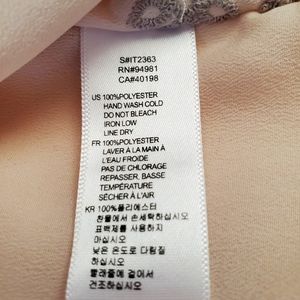 S#IT2363
RN#94981
CA#40198
US 100%POLYESTER
HAND WASH COLD
DO NOT BLEACH
IRON LOW
LINE DRY
FR 100%POLYESTER
LAVER À LA MAIN À
L'EAU FROIDE
PAS DE CHLORAGE
REPASSER, BASSE
TEMPÉRATURE
SÉCHER À L'AIR
KR 100%폴리에스터
찬물에서 손세탁하십시오
표백제를 사용하지
마십시오
낮은 온도로 다림질
하십시오
빨래줄에 걸어서
건조하십시오